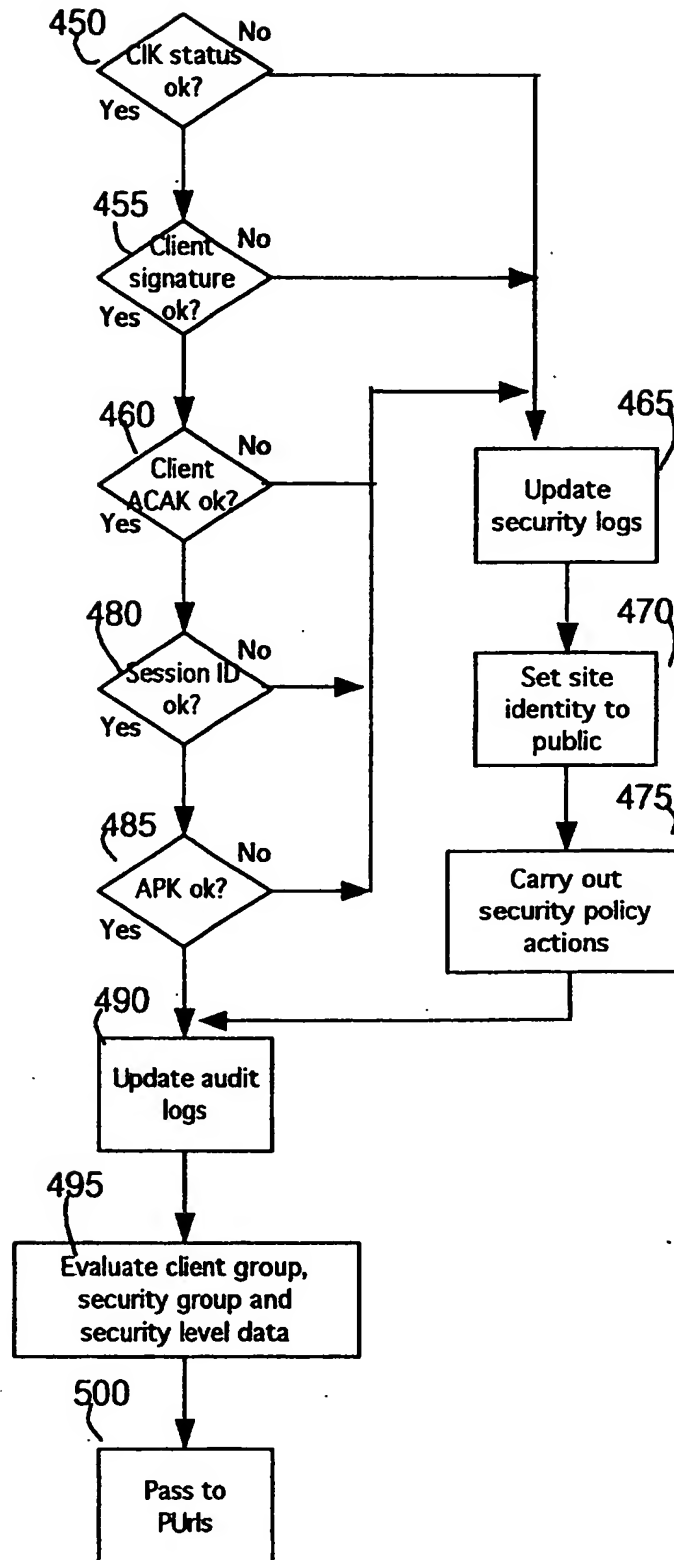 450
No
CIK status
ok?
Yes
455
No
Client
signature
ok?
Yes
460
No
Client
ACAK ok?
Yes
465
Update
security logs
480
No
Session ID
ok?
Yes
470
Set site
identity to
public
485
No
APK ok?
Yes
475
Carry out
security policy
actions
490
Update audit
logs
495
Evaluate client group,
security group and
security level data
500
Pass to
PUrls